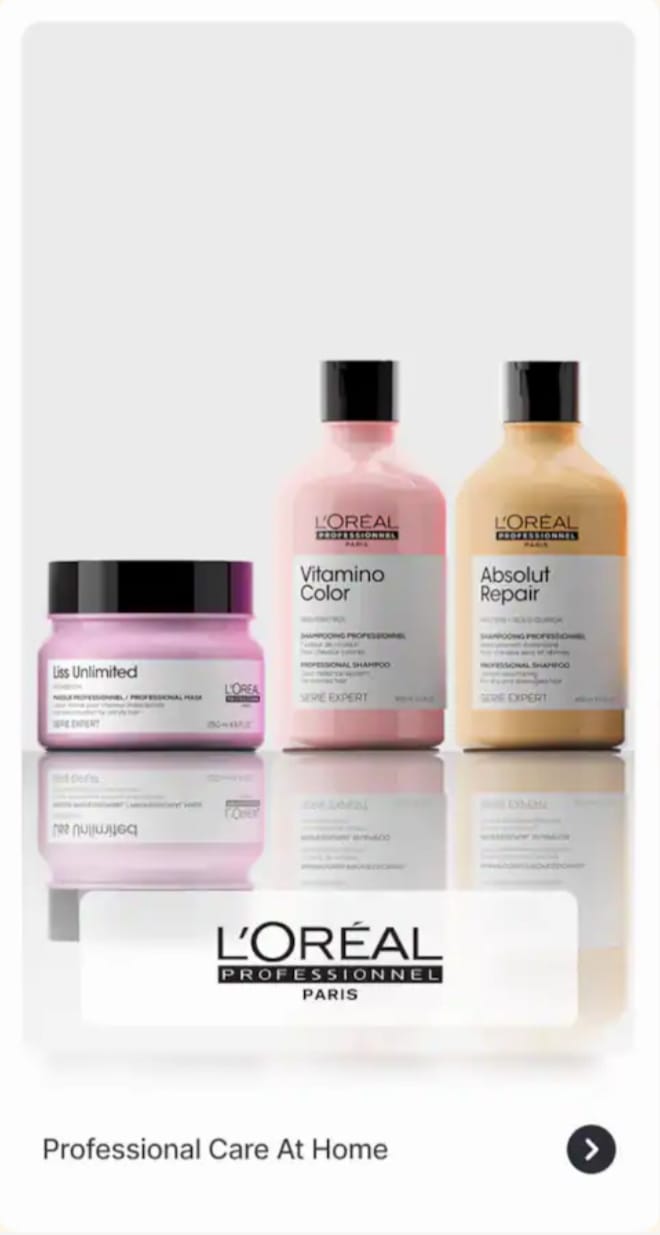 L'ORÉAL
PROFESSIONNEL
PARIS
Vitamino
Color
SHAMPOOING PROFESSIONNEL
PROFESSIONAL SHAMPOO
SERIE EXPERT
L'ORÉAL
PROFESSIONNEL
PARIS
Absolut
Repair
SHAMPOOING PROFESSIONNEL
PROFESSIONAL SHAMPOO
SERIE EXPERT
Liss Unlimited
MASQUE PROFESSIONNEL / PROFESSIONAL MASK
SERIE EXPERT
L'ORÉAL
L'ORÉAL
PROFESSIONNEL
PARIS
Professional Care At Home